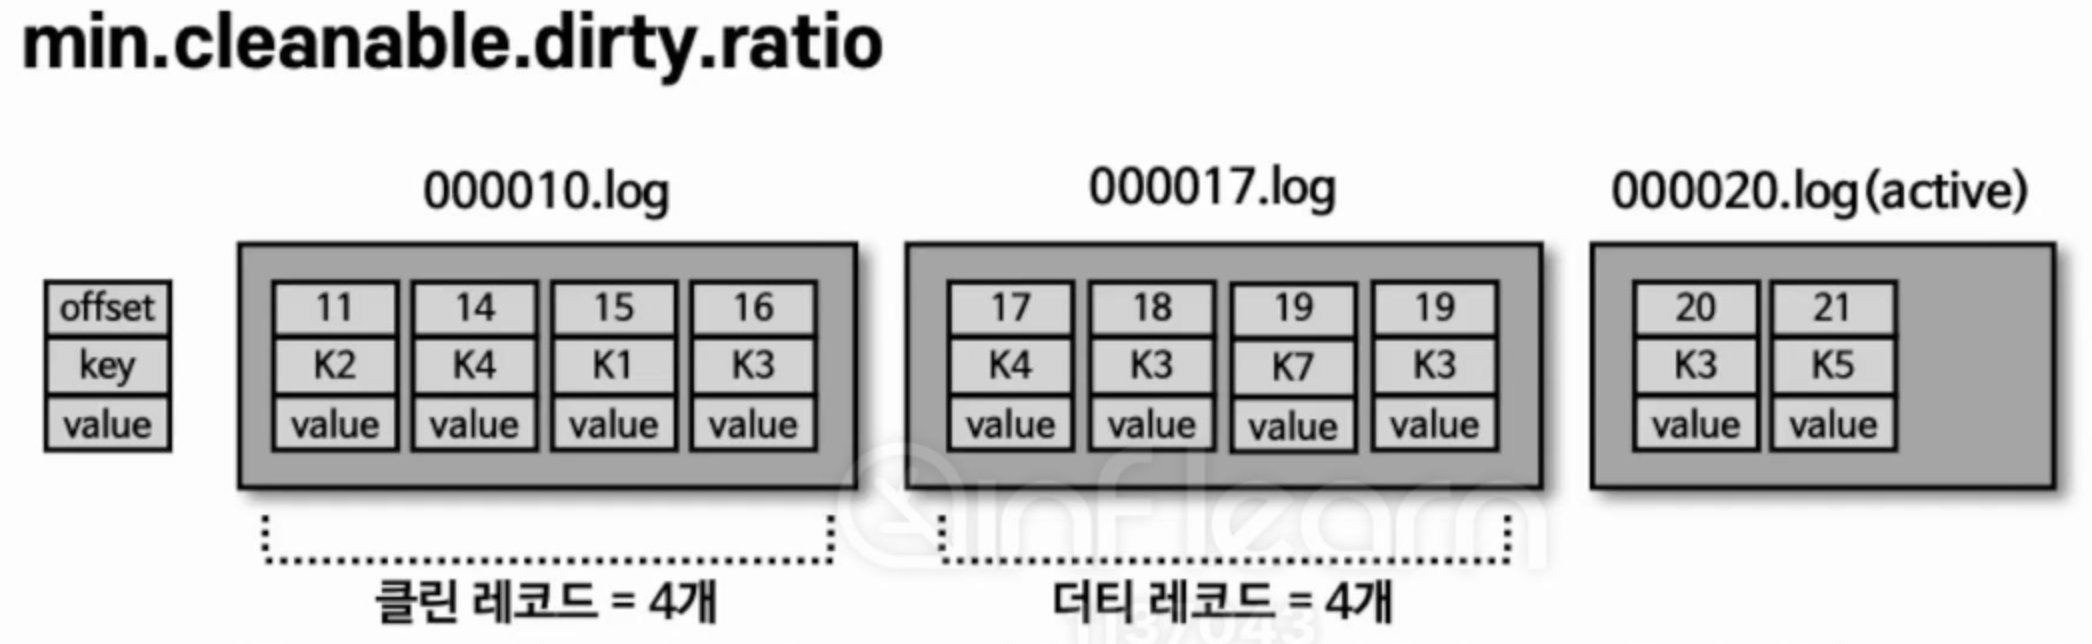 min.cleanable.dirty.ratio
000010.log 000017.log 000020.log(active)
offset 11 14 15 16 17 18 19 19 20 21
key K2 K4 K1 K3 K4 K3 K7 K3 K3 K5
value value value value value value value value value value value
inflearn
클린 레코드 = 4개 더티 레코드 = 4개